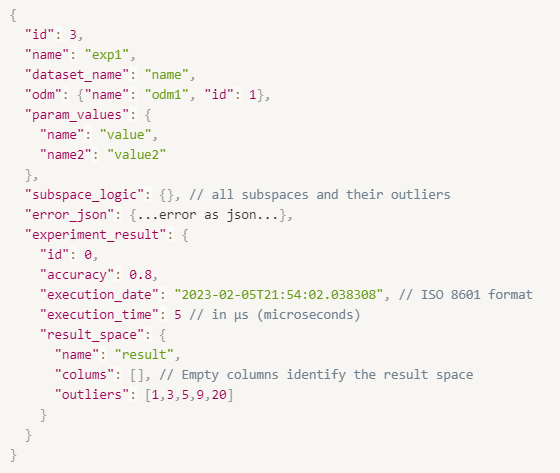 {
  "id": 3,
  "name": "exp1",
  "dataset_name": "name",
  "odm": {"name": "odm1", "id": 1},
  "param_values": {
    "name": "value",
    "name2": "value2"
  },
  "subspace_logic": {}, // all subspaces and their outliers
  "error_json": {...error as json...},
  "experiment_result": {
    "id": 0,
    "accuracy": 0.8,
    "execution_date": "2023-02-05T21:54:02.038308", // ISO 8601 format
    "execution_time": 5 // in µs (microseconds)
    "result_space": {
      "name": "result",
      "colums": [], // Empty columns identify the result space
      "outliers": [1,3,5,9,20]
    }
  }
}